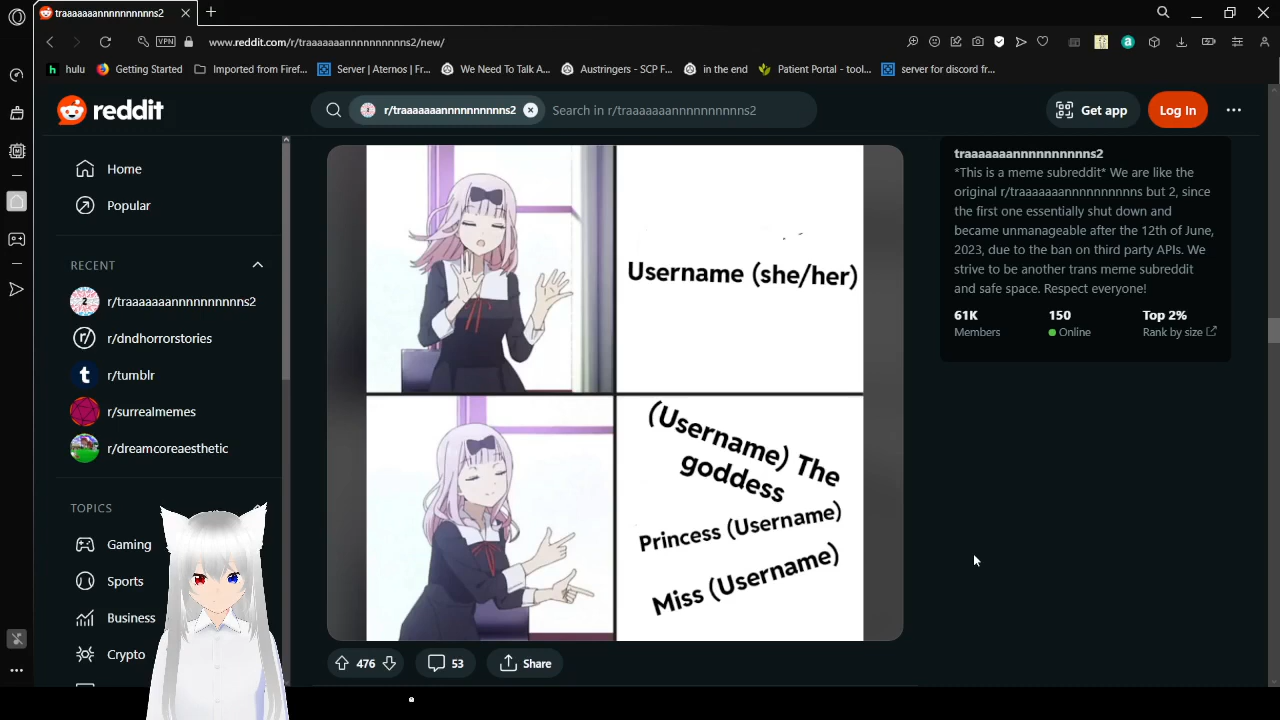 traaaaaaannnnnnnnnns2
VPN
www.reddit.com/r/traaaaaaannnnnnnnnns2/new/
hulu
Getting Started
Imported from Firef...
Server | Aternos | Fr...
We Need To Talk A...
Austringers - SCP F...
in the end
Patient Portal - tool...
server for discord fr...
reddit
r/traaaaaaannnnnnnnnns2
Search in r/traaaaaaannnnnnnnnns2
Get app
Log In
Home
Popular
RECENT
r/traaaaaaannnnnnnnnns2
r/dndhorrorstories
r/tumblr
r/surrealmemes
r/dreamcoreaesthetic
TOPICS
Gaming
Sports
Business
Crypto
Username (she/her)
(Username) The
goddess
Princess (Username)
Miss (Username)
476
53
Share
traaaaaaannnnnnnnnns2
*This is a meme subreddit* We are like the
original r/traaaaaaannnnnnnnnns but 2, since
the first one essentially shut down and
became unmanageable after the 12th of June,
2023, due to the ban on third party APIs. We
strive to be another trans meme subreddit
and safe space. Respect everyone!
61K
150
Top 2%
Members
Online
Rank by size